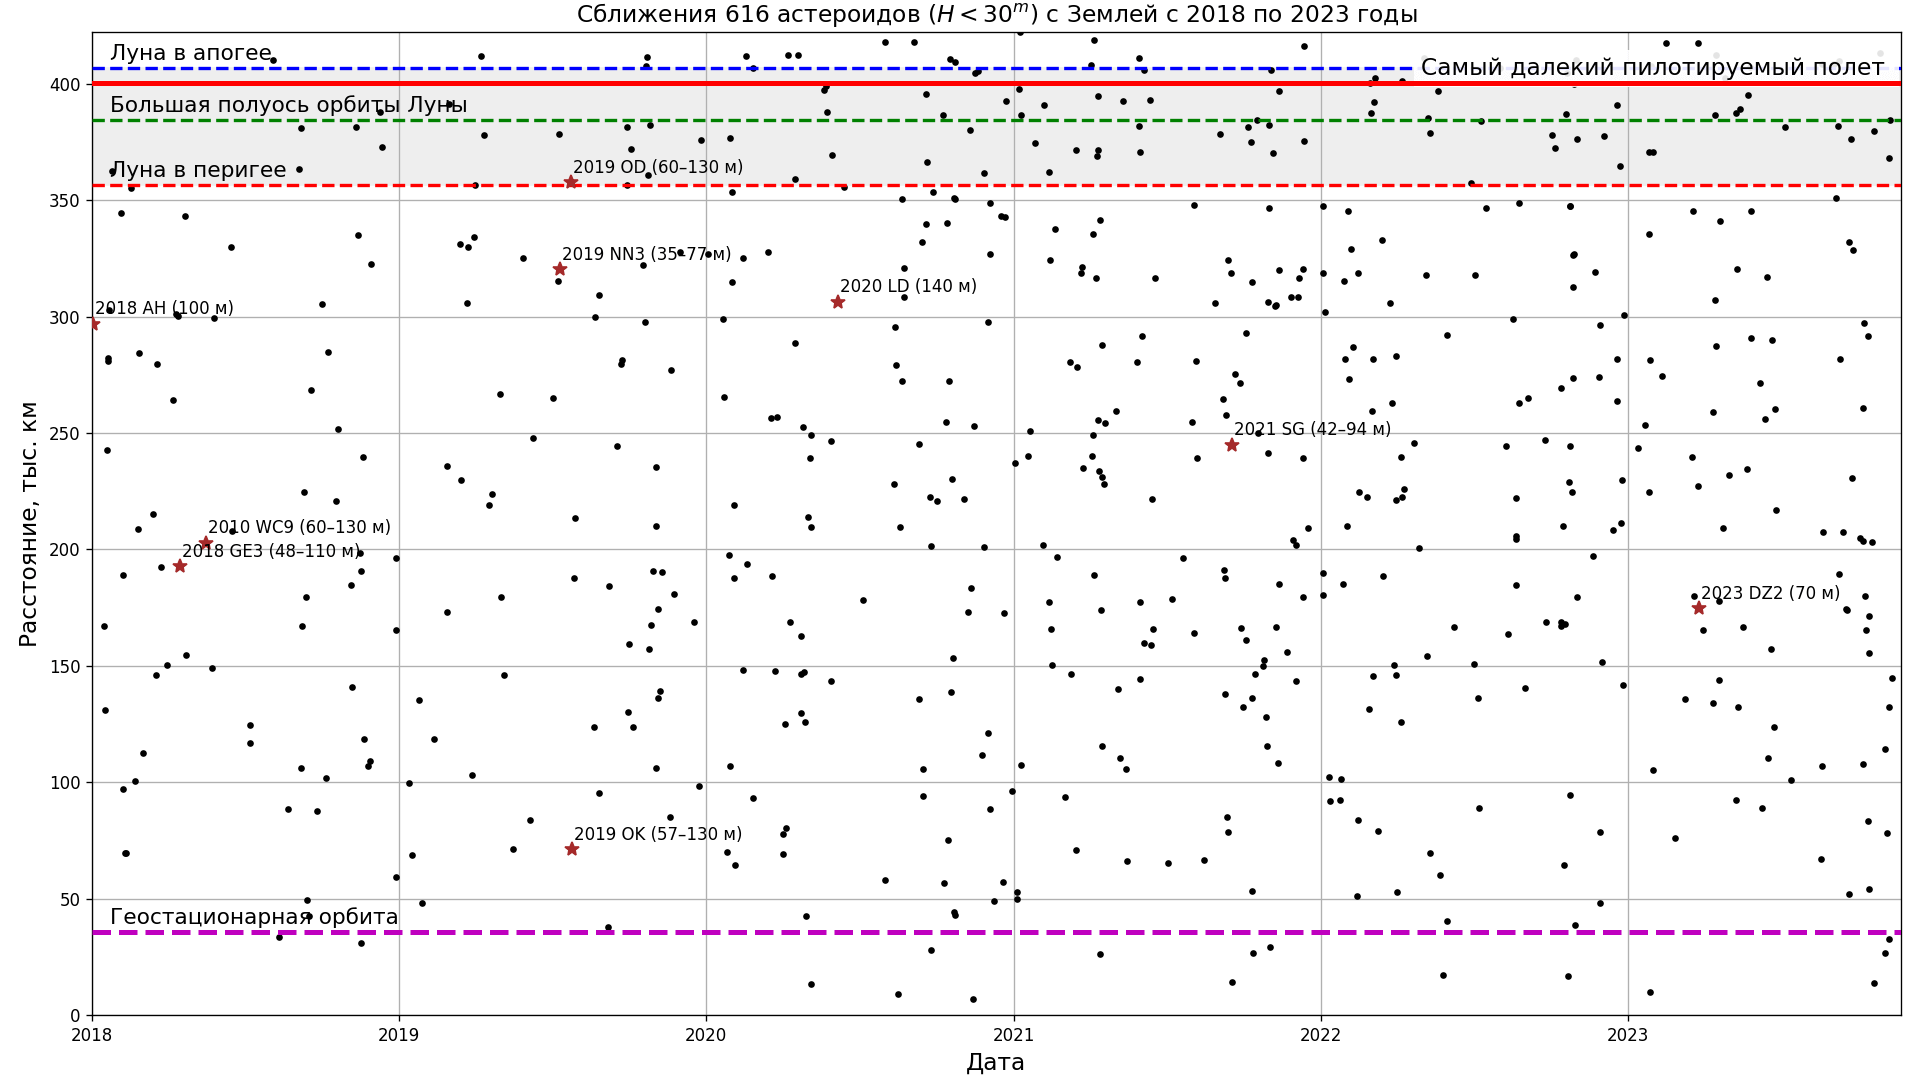 Сближения 616 астероидов (H < 30ᵐ) с Землей с 2018 по 2023 годы
Луна в апогее
Самый далекий пилотируемый полет
400
Большая полуось орбиты Луны
Луна в перигее
2019 OD (60–130 м)
350
2019 NN3 (35–77 м)
2020 LD (140 м)
2018 AH (100 м)
300
2021 SG (42–94 м)
250
Расстояние, тыс. км
2010 WC9 (60–130 м)
2018 GE3 (48–110 м)
200
2023 DZ2 (70 м)
150
100
2019 OK (57–130 м)
50
Геостационарная орбита
0
2018 2019 2020 2021 2022 2023
Дата